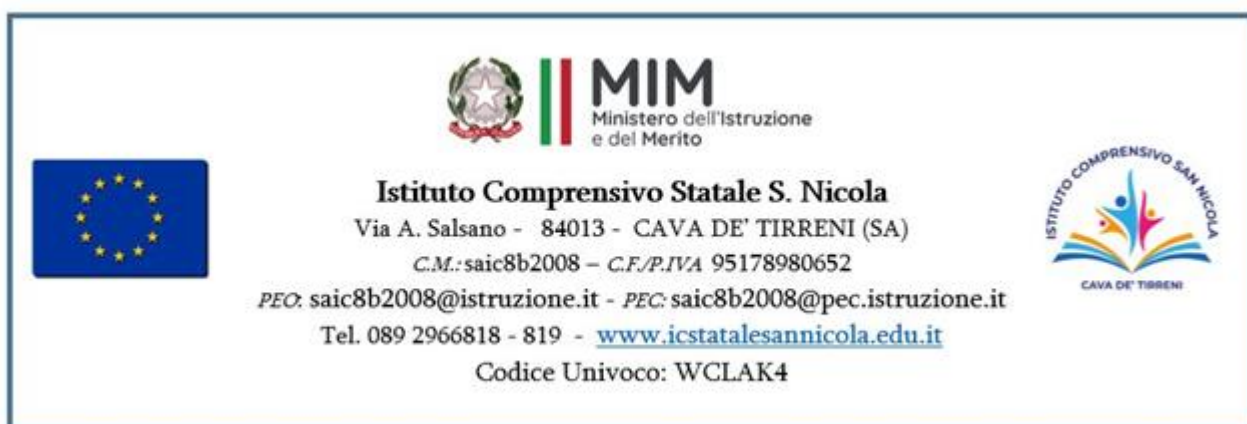 MIM
Ministero dell'Istruzione
e del Merito
Istituto Comprensivo Statale S. Nicola
Via A. Salsano - 84013 - CAVA DE' TIRRENI (SA)
C.M.: saic8b2008 – C.F./P.IVA 95178980652
PEO: saic8b2008@istruzione.it - PEC: saic8b2008@pec.istruzione.it
Tel. 089 2966818 - 819 - www.icstatalesannicola.edu.it
Codice Univoco: WCLAK4
ISTITUTO COMPRENSIVO SAN NICOLA
CAVA DE' TIRRENI